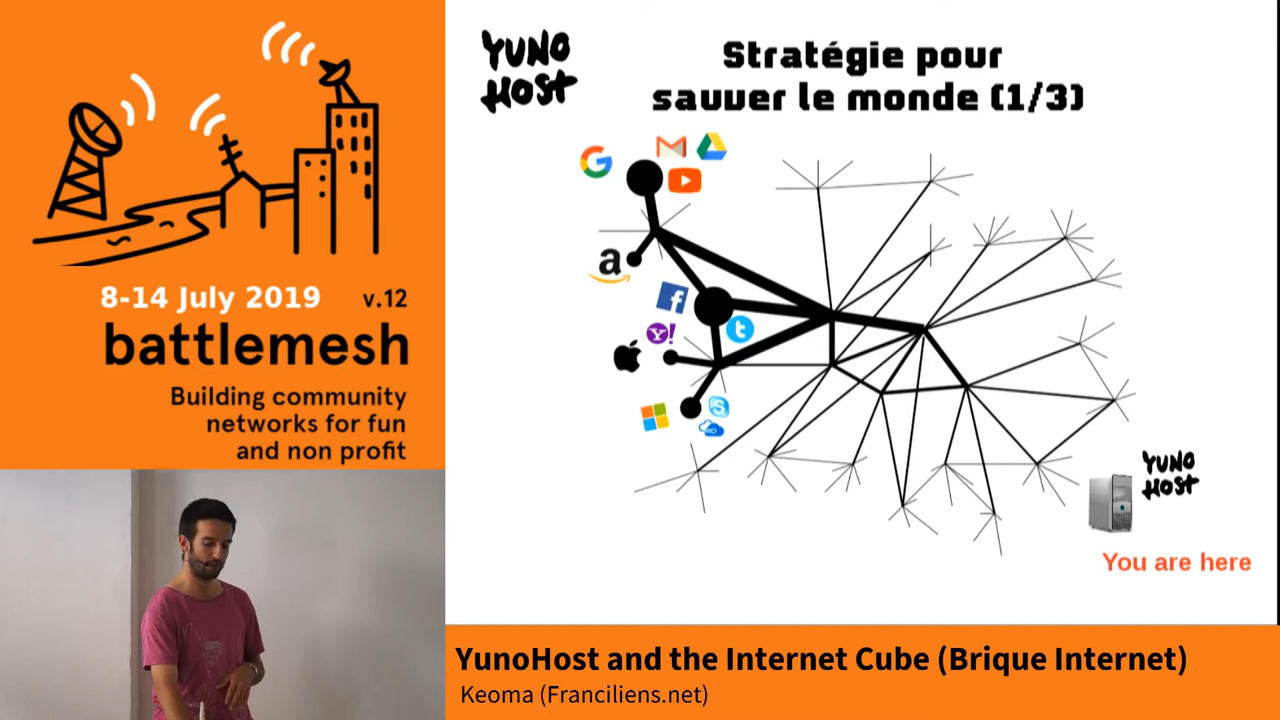 8-14 July 2019 v.12
battlemesh
Building community
networks for fun
and non profit
YUNO
HOST
Stratégie pour
sauver le monde (1/3)
G
a
f
Y!
t
S
YUNO
HOST
You are here
YunoHost and the Internet Cube (Brique Internet)
Keoma (Franciliens.net)